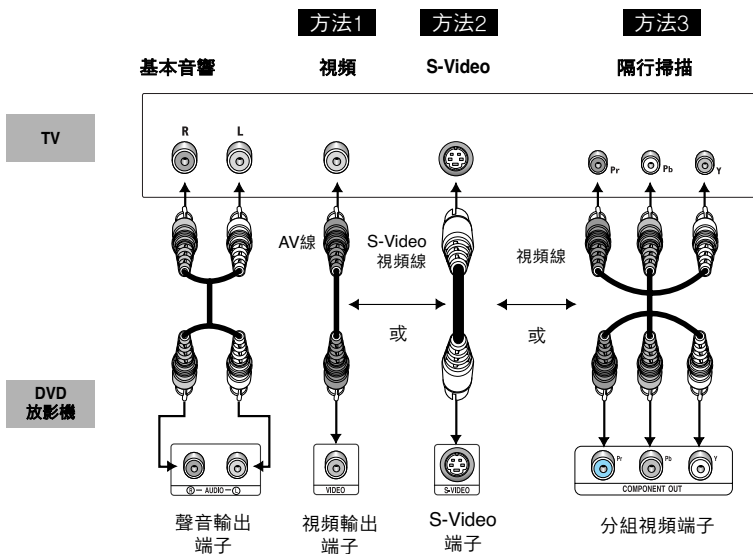 方法1 方法2 方法3
基本音響 視頻 S-Video 隔行掃描
TV
R L
Pr Pb Y
AV線 S-Video 視頻線
視頻線
或 或
DVD
放影機
Pr Pb Y
R AUDIO L VIDEO S-VIDEO COMPONENT OUT
聲音輸出 視頻輸出 S-Video 分組視頻端子
端子 端子 端子